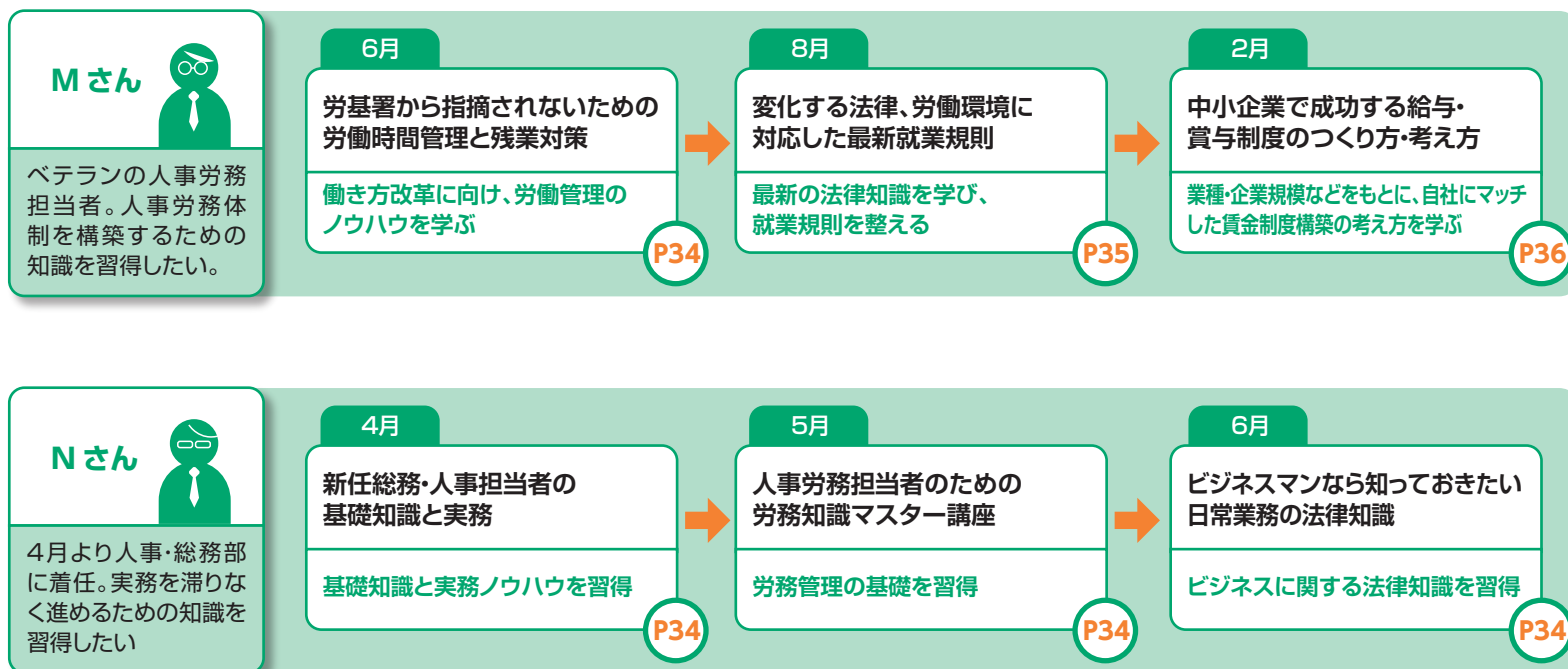 Mさん
ベテランの人事労務
担当者。人事労務体
制を構築するための
知識を習得したい。
6月
労基署から指摘されないための
労働時間管理と残業対策
働き方改革に向け、労働管理の
ノウハウを学ぶ
P34
8月
変化する法律、労働環境に
対応した最新就業規則
最新の法律知識を学び、
就業規則を整える
P35
2月
中小企業で成功する給与・
賞与制度のつくり方・考え方
業種・企業規模などをもとに、自社にマッチ
した賃金制度構築の考え方を学ぶ
P36
Nさん
4月より人事・総務部
に着任。実務を滞りな
く進めるための知識を
習得したい
4月
新任総務・人事担当者の
基礎知識と実務
基礎知識と実務ノウハウを習得
P34
5月
人事労務担当者のための
労務知識マスター講座
労務管理の基礎を習得
P34
6月
ビジネスマンなら知っておきたい
日常業務の法律知識
ビジネスに関する法律知識を習得
P34